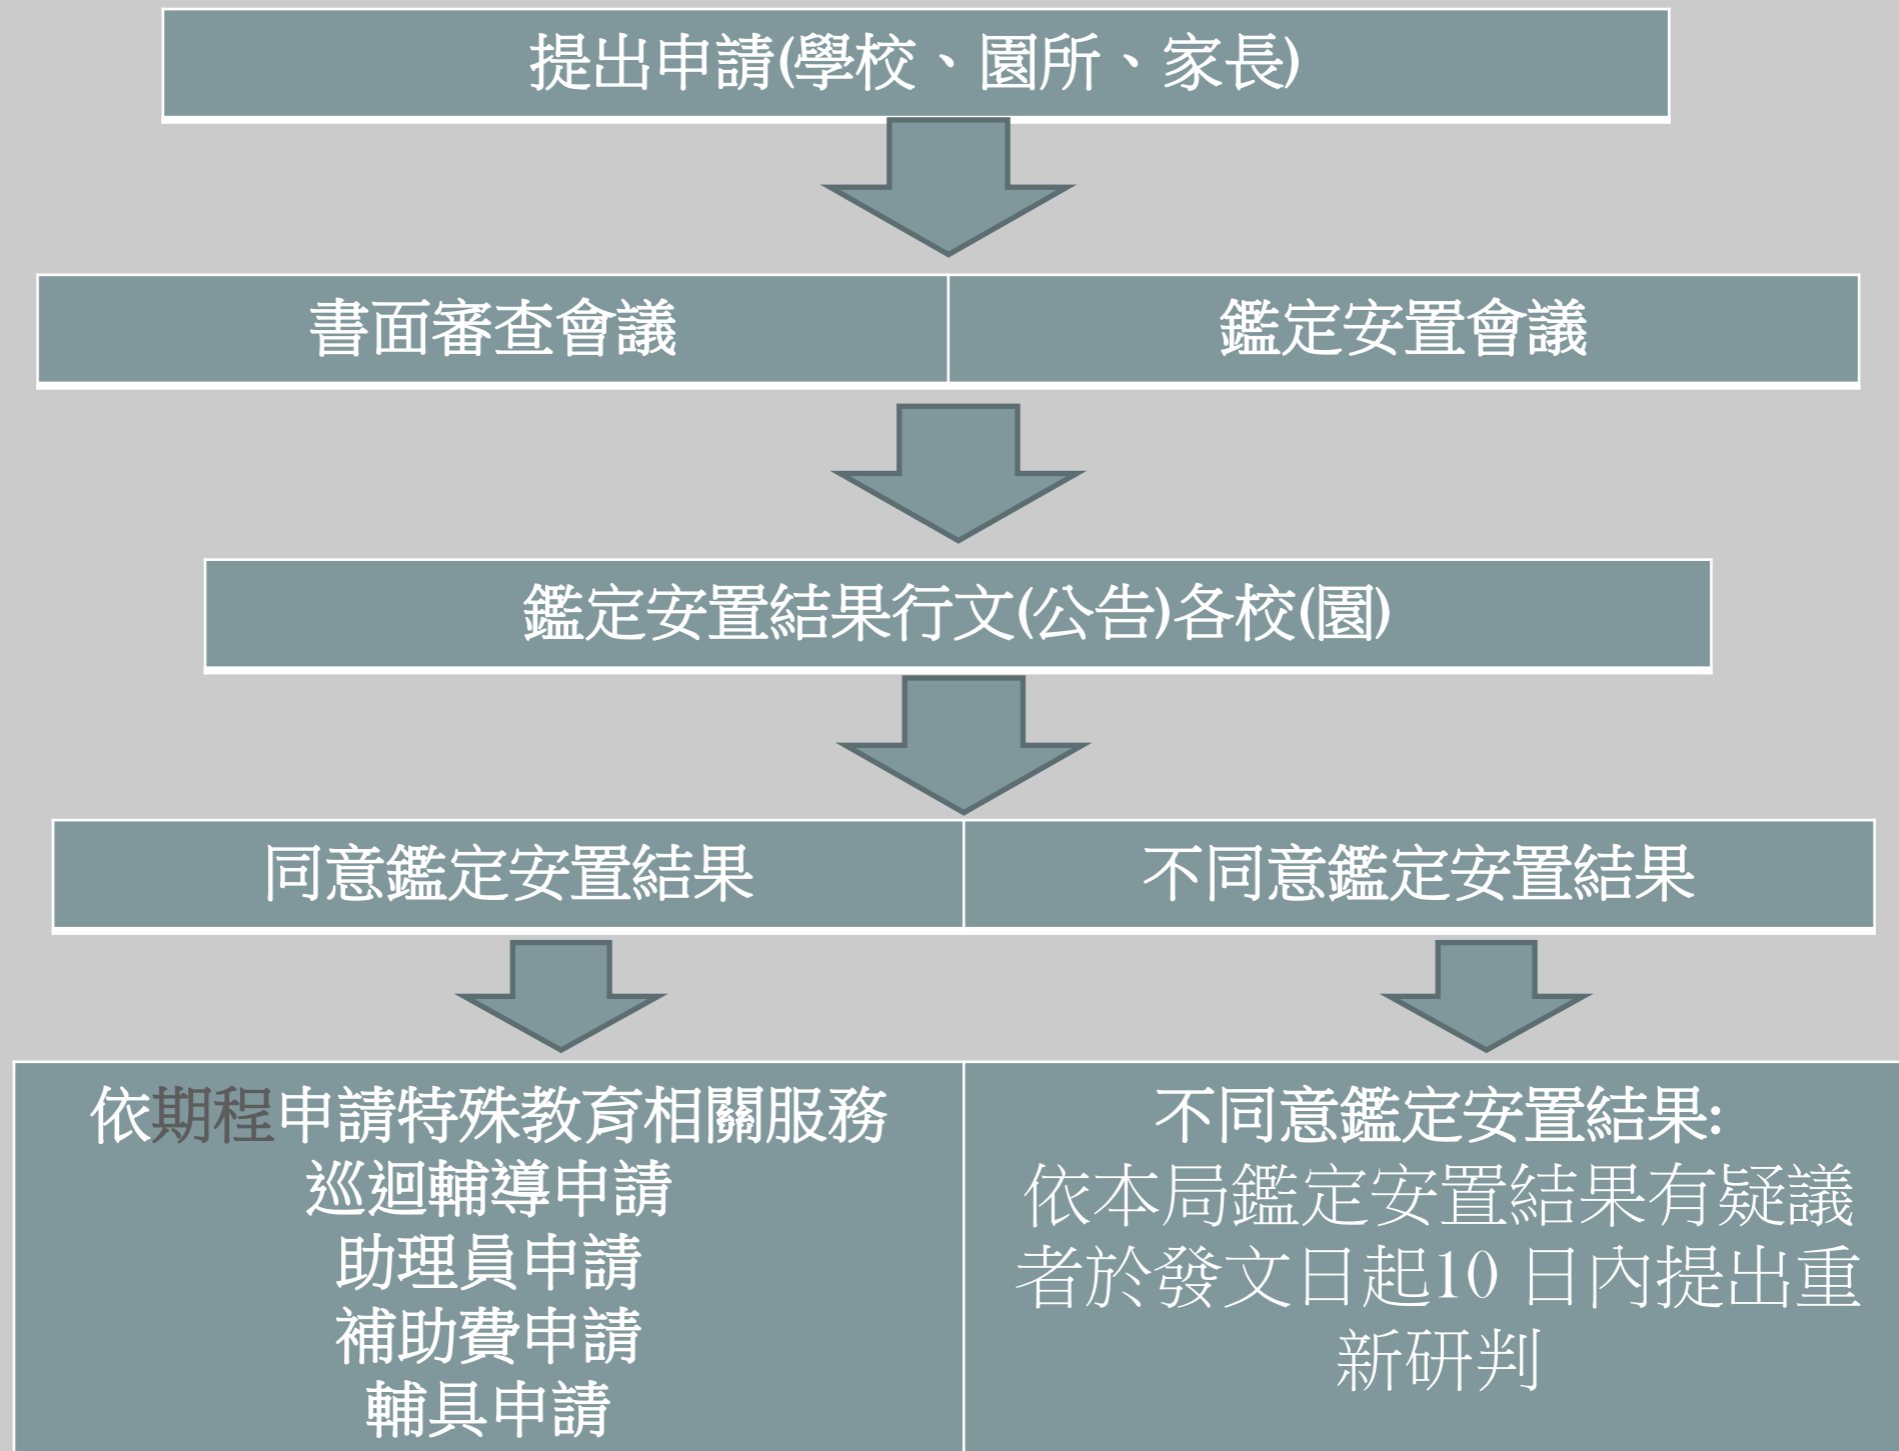 提出申請(學校、園所、家長)
書面審查會議
鑑定安置會議
鑑定安置結果行文(公告)各校(園)
同意鑑定安置結果
不同意鑑定安置結果
依期程申請特殊教育相關服務
巡迴輔導申請
助理員申請
補助費申請
輔具申請
不同意鑑定安置結果:
依本局鑑定安置結果有疑議
者於發文日起10 日內提出重
新研判